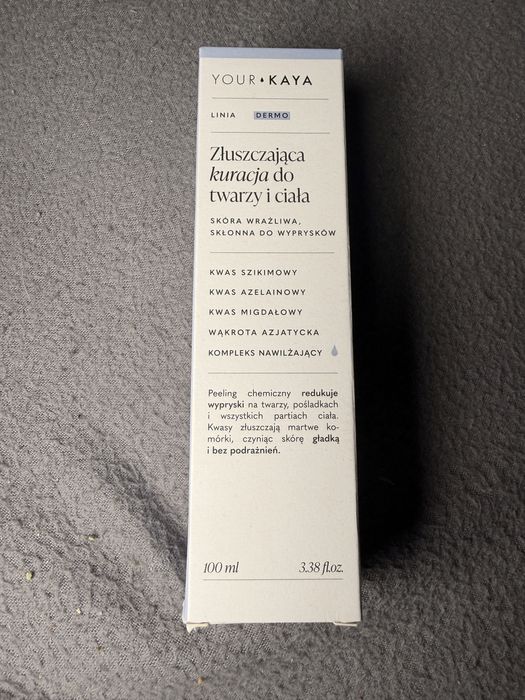 YOUR KAYA
LINIA DERMO
Złuszczająca
kuracja do
twarzy i ciała
SKÓRA WRAŻLIWA,
SKŁONNA DO WYPRYSKÓW
KWAS SZIKIMOWY
KWAS AZELAINOWY
KWAS MIGDAŁOWY
WĄKROTA AZJATYCKA
KOMPLEKS NAWILŻAJĄCY
Peeling chemiczny redukuje
wypryski na twarzy, pośladkach
i wszystkich partiach ciała.
Kwasy złuszczają martwe ko-
mórki, czyniąc skórę gładką
i bez podrażnień.
100 ml 3.38 fl.oz.